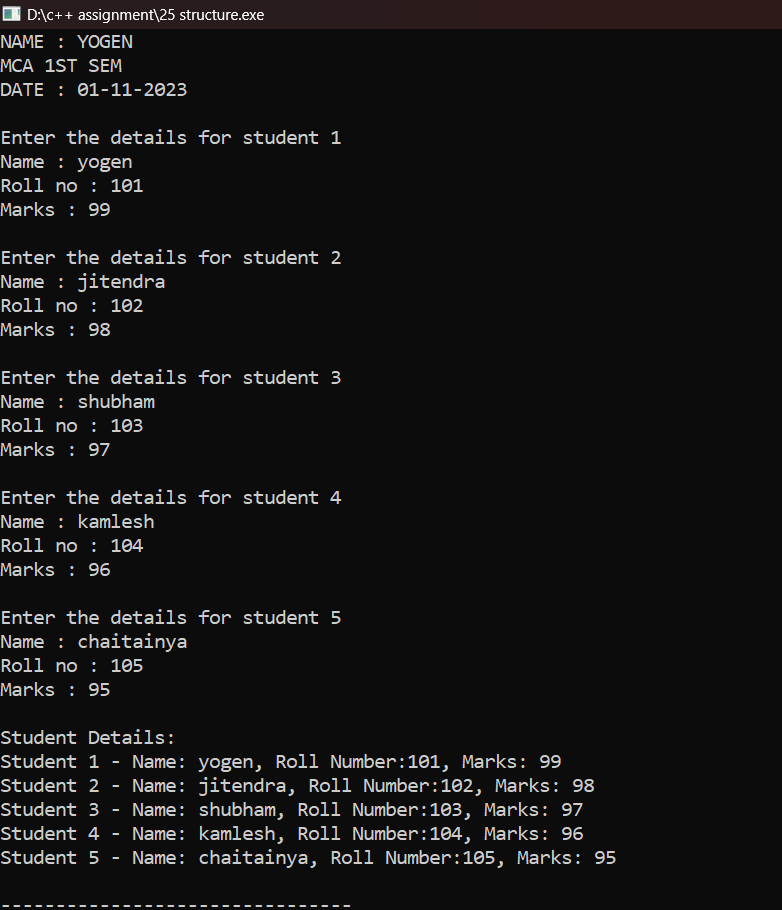 D:\c++ assignment\25 structure.exe
NAME : YOGEN
MCA 1ST SEM
DATE : 01-11-2023
Enter the details for student 1
Name : yogen
Roll no : 101
Marks : 99
Enter the details for student 2
Name : jitendra
Roll no : 102
Marks : 98
Enter the details for student 3
Name : shubham
Roll no : 103
Marks : 97
Enter the details for student 4
Name : kamlesh
Roll no : 104
Marks : 96
Enter the details for student 5
Name : chaitainya
Roll no : 105
Marks : 95
Student Details:
Student 1 - Name: yogen, Roll Number:101, Marks: 99
Student 2 - Name: jitendra, Roll Number:102, Marks: 98
Student 3 - Name: shubham, Roll Number:103, Marks: 97
Student 4 - Name: kamlesh, Roll Number:104, Marks: 96
Student 5 - Name: chaitainya, Roll Number:105, Marks: 95
--------------------------------